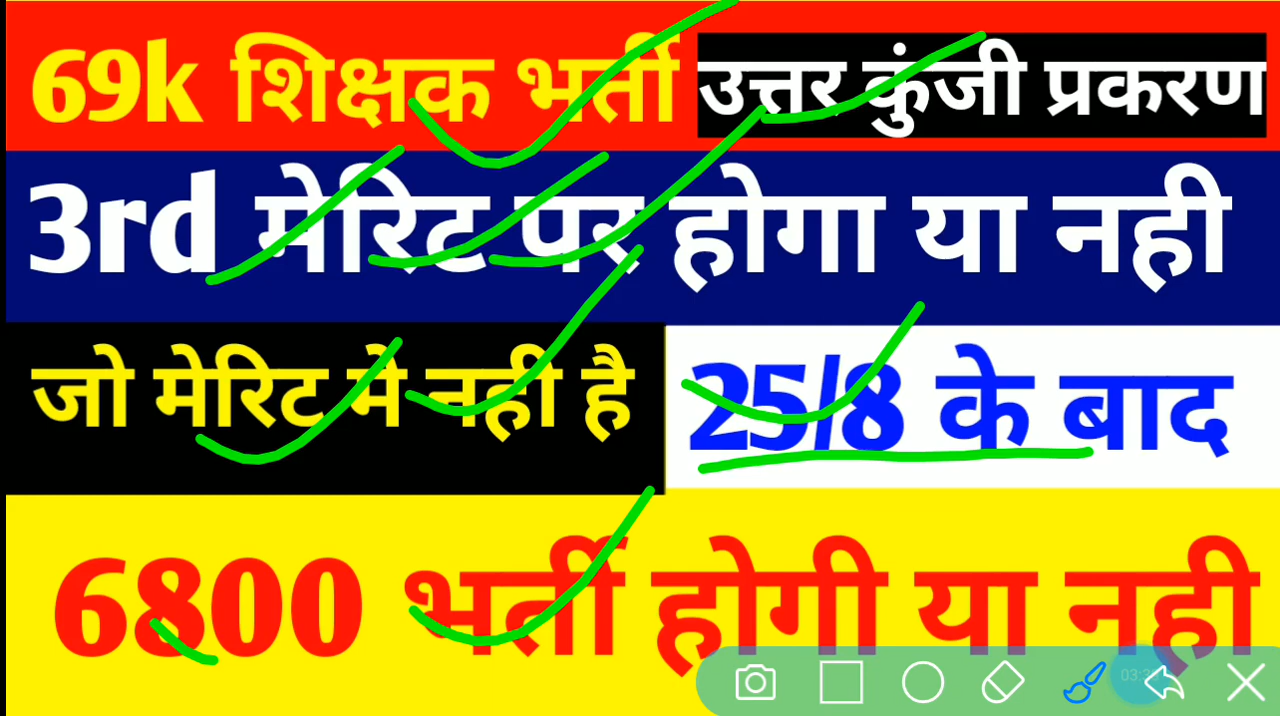 69k शिक्षक भर्ती उत्तर कुंजी प्रकरण
3rd मेरिट पर होगा या नही
जो मेरिट मे नही है 25/8 के बाद
6800 भर्ती होगी या नही